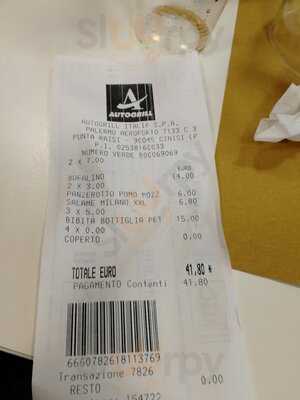 AUTOGRILL
AUTOGRILL ITALIA S.P.A.
PALERMO AEROPORTO 7133 C 3
PUNTA RAISI - 90045 CINISI (P
P.I. 02538160033
NUMERO VERDE 800069069
2 x 7.00
EURO
BUFALINO 14.00
2 x 3.00
PANZEROTTO POMO MOZZ 6.00
SALAME MILANO XXL 6.80
3 x 5.00
BIBITA BOTTIGLIA PET 15.00
4 x 0.00
COPERTO 0.00
TOTALE EURO 41,80 €
PAGAMENTO Contanti 41.80
6660782618113769
Transazione 7826
RESTO 0.00
154722